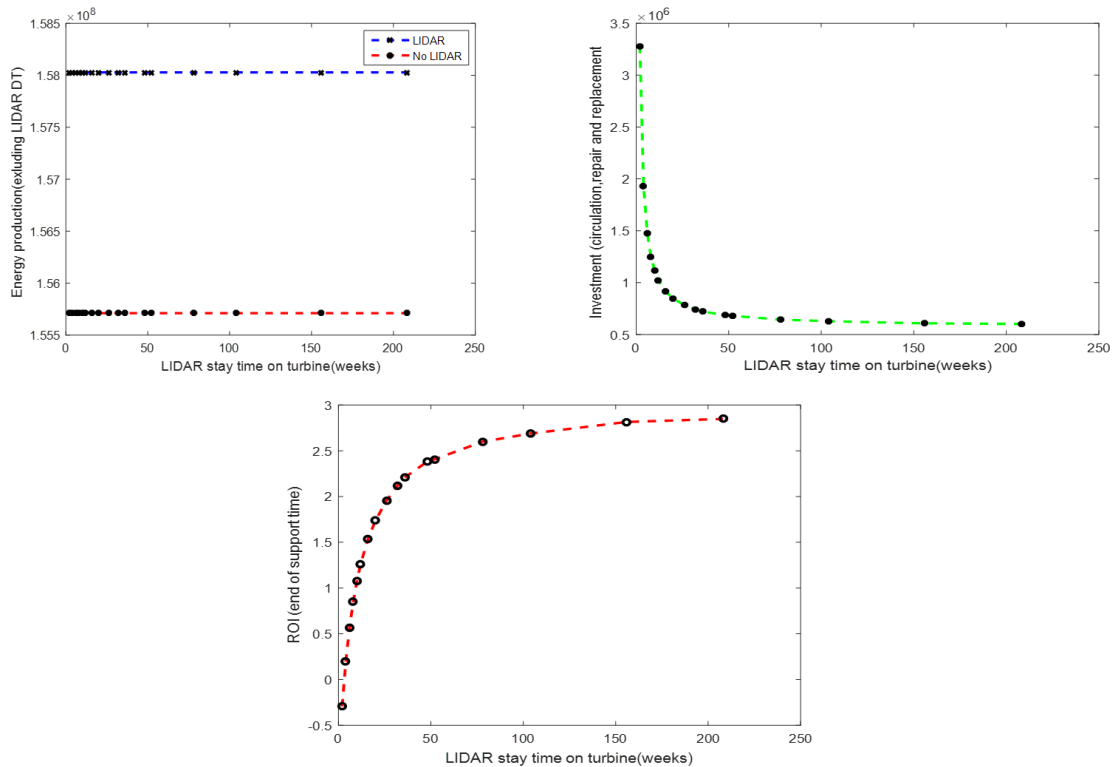 ×10⁸
1.585
1.58
1.575
1.57
1.565
1.56
1.555
Energy production(exluding LIDAR DT)
LIDAR
No LIDAR
0 50 100 150 200 250
LIDAR stay time on turbine(weeks)
×10⁶
3.5
3
2.5
2
1.5
1
0.5
Investment (circulation,repair and replacement
0 50 100 150 200 250
LIDAR stay time on turbine(weeks)
3
2.5
2
1.5
1
0.5
0
-0.5
ROI (end of support time)
0 50 100 150 200 250
LIDAR stay time on turbine(weeks)